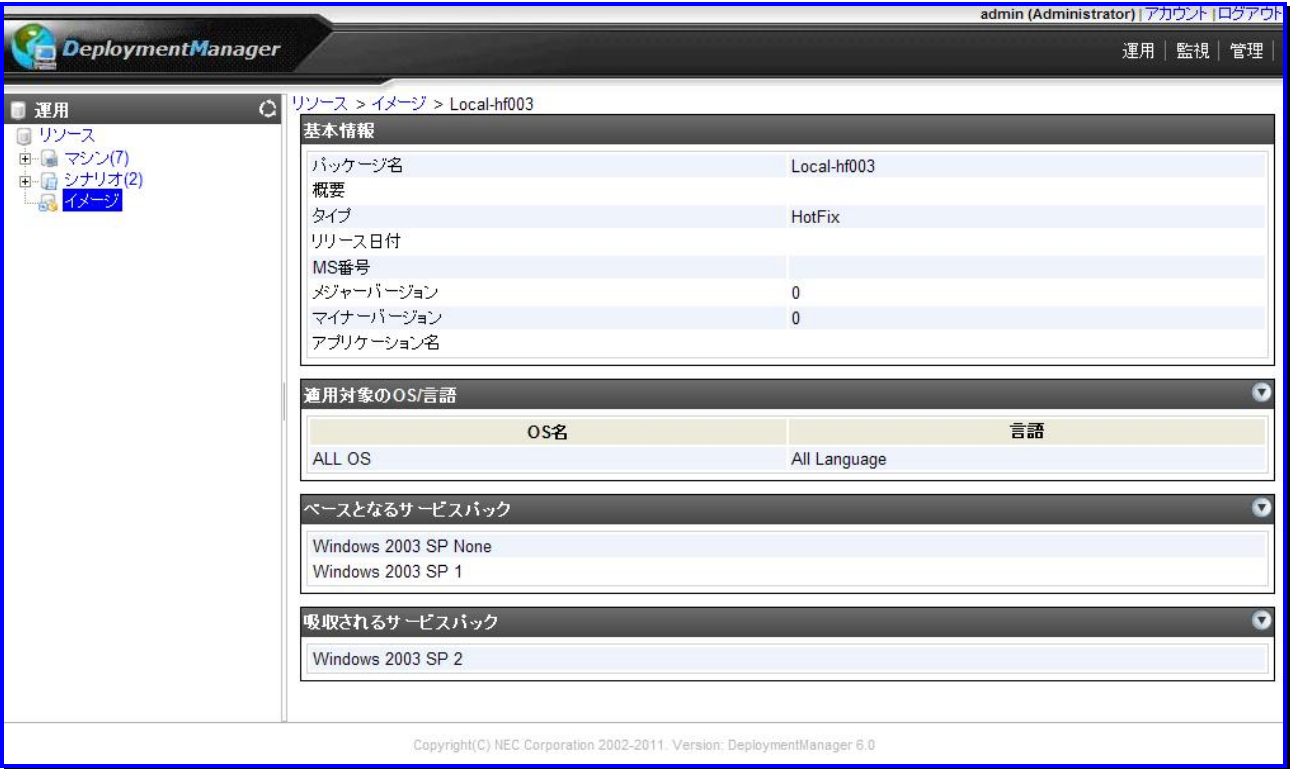 admin (Administrator) | アカウント | ログアウト
DeploymentManager
運用 | 監視 | 管理 |
運用
リソース
マシン(7)
シナリオ(2)
イメージ
リソース > イメージ > Local-hf003
基本情報
パッケージ名 Local-hf003
概要
タイプ HotFix
リリース日付
MS番号
メジャーバージョン 0
マイナーバージョン 0
アプリケーション名
適用対象のOS/言語
OS名 言語
ALL OS All Language
ベースとなるサービスパック
Windows 2003 SP None
Windows 2003 SP 1
吸収されるサービスパック
Windows 2003 SP 2
Copyright(C) NEC Corporation 2002-2011. Version: DeploymentManager 6.0